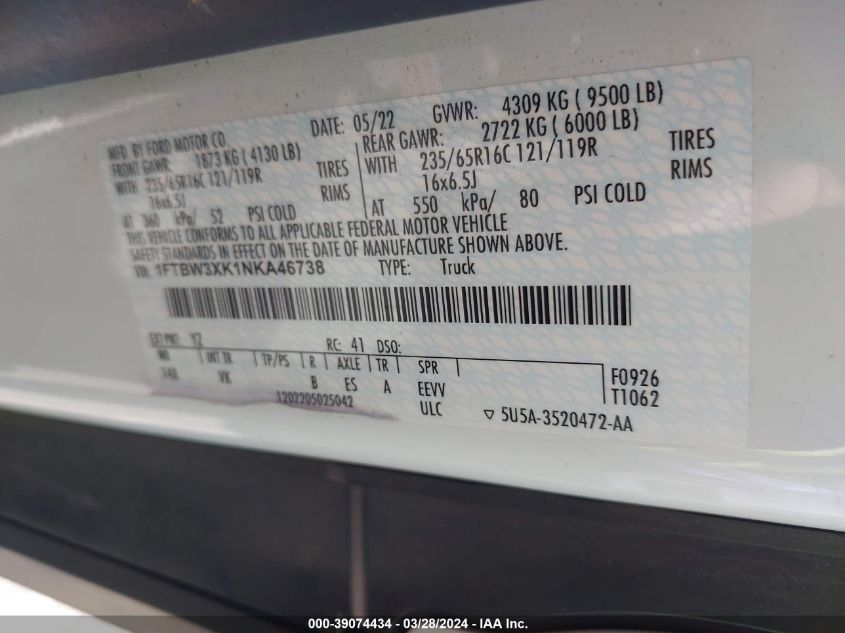 MFD BY FORD MOTOR CO
DATE: 05/22 GVWR: 4309 KG ( 9500 LB)
FRONT GAWR: 1873 KG ( 4130 LB) REAR GAWR: 2722 KG ( 6000 LB)
WITH 235/65R16C 121/119R TIRES WITH 235/65R16C 121/119R TIRES
16x6.5J RIMS 16x6.5J RIMS
AT 360 kPa/ 52 PSI COLD AT 550 kPa/ 80 PSI COLD
THIS VEHICLE CONFORMS TO ALL APPLICABLE FEDERAL MOTOR VEHICLE
SAFETY STANDARDS IN EFFECT ON THE DATE OF MANUFACTURE SHOWN ABOVE.
VIN: 1FTBW3XK1NKA46738 TYPE: Truck
EXT PNT: YZ RC: 41 DSO:
WB INT TR TP/PS R AXLE TR SPR
148 VK B ES A EEVV F0926
1202205025042 ULC T1062
▽ 5U5A-3520472-AA
000-39074434 - 03/28/2024 - IAA Inc.